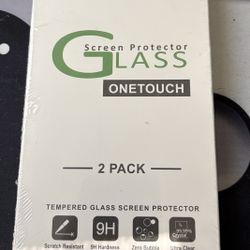 Screen Protector
GLASS
ONETOUCH
2 PACK
TEMPERED GLASS SCREEN PROTECTOR
9H
Scratch Resistant 9H Hardness Zero Bubble Ultra Clear